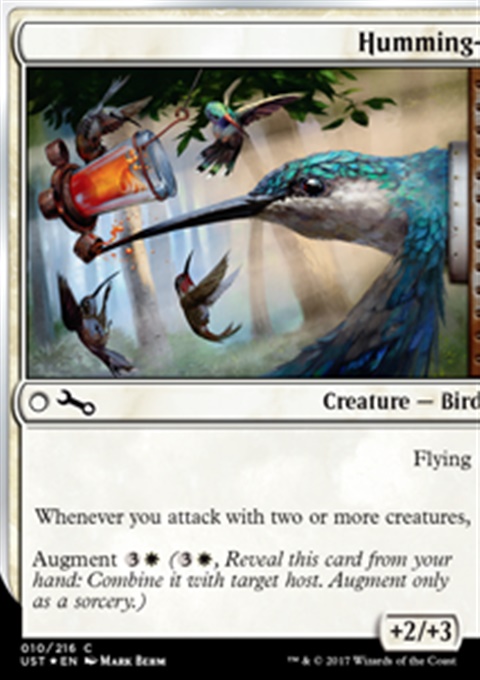 Humming-
Creature — Bird
Flying
Whenever you attack with two or more creatures,
Augment 3 (3, Reveal this card from your
hand: Combine it with target host. Augment only
as a sorcery.)
+2/+3
010/216 C
UST ★ EN Mark Behm
™ & © 2017 Wizards of the Coast